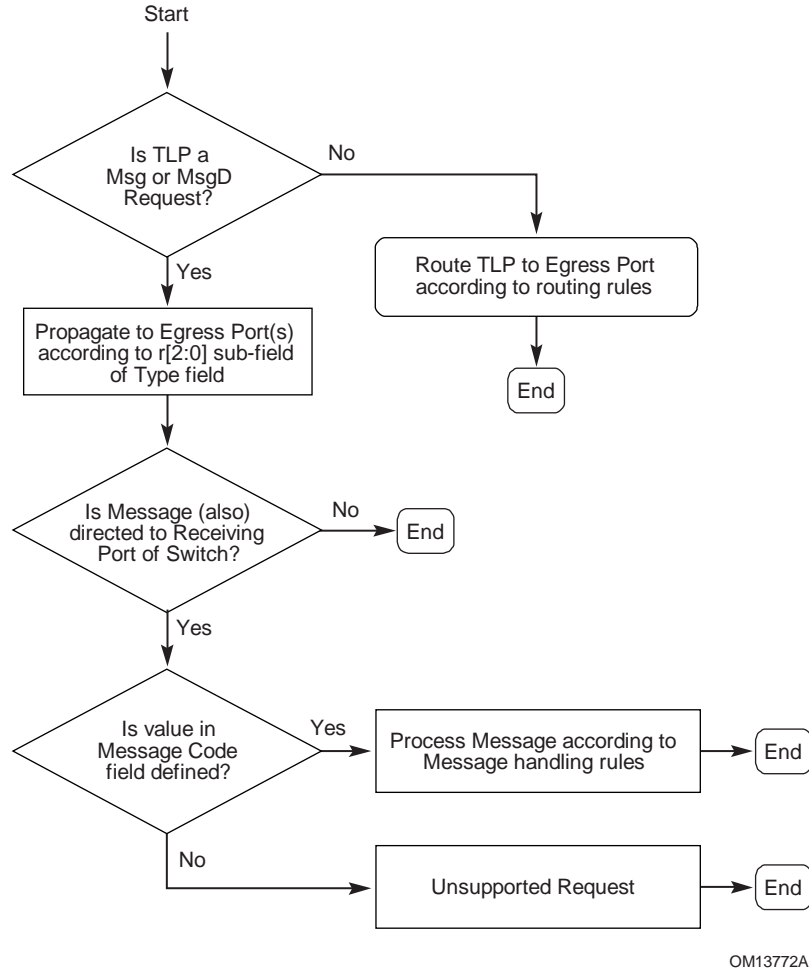 Start
Is TLP a
Msg or MsgD
Request?
No
Yes
Route TLP to Egress Port
according to routing rules
Propagate to Egress Port(s)
according to r[2:0] sub-field
of Type field
End
Is Message (also)
directed to Receiving
Port of Switch?
No
End
Yes
Is value in
Message Code
field defined?
Yes
Process Message according to
Message handling rules
End
No
Unsupported Request
End
OM13772A